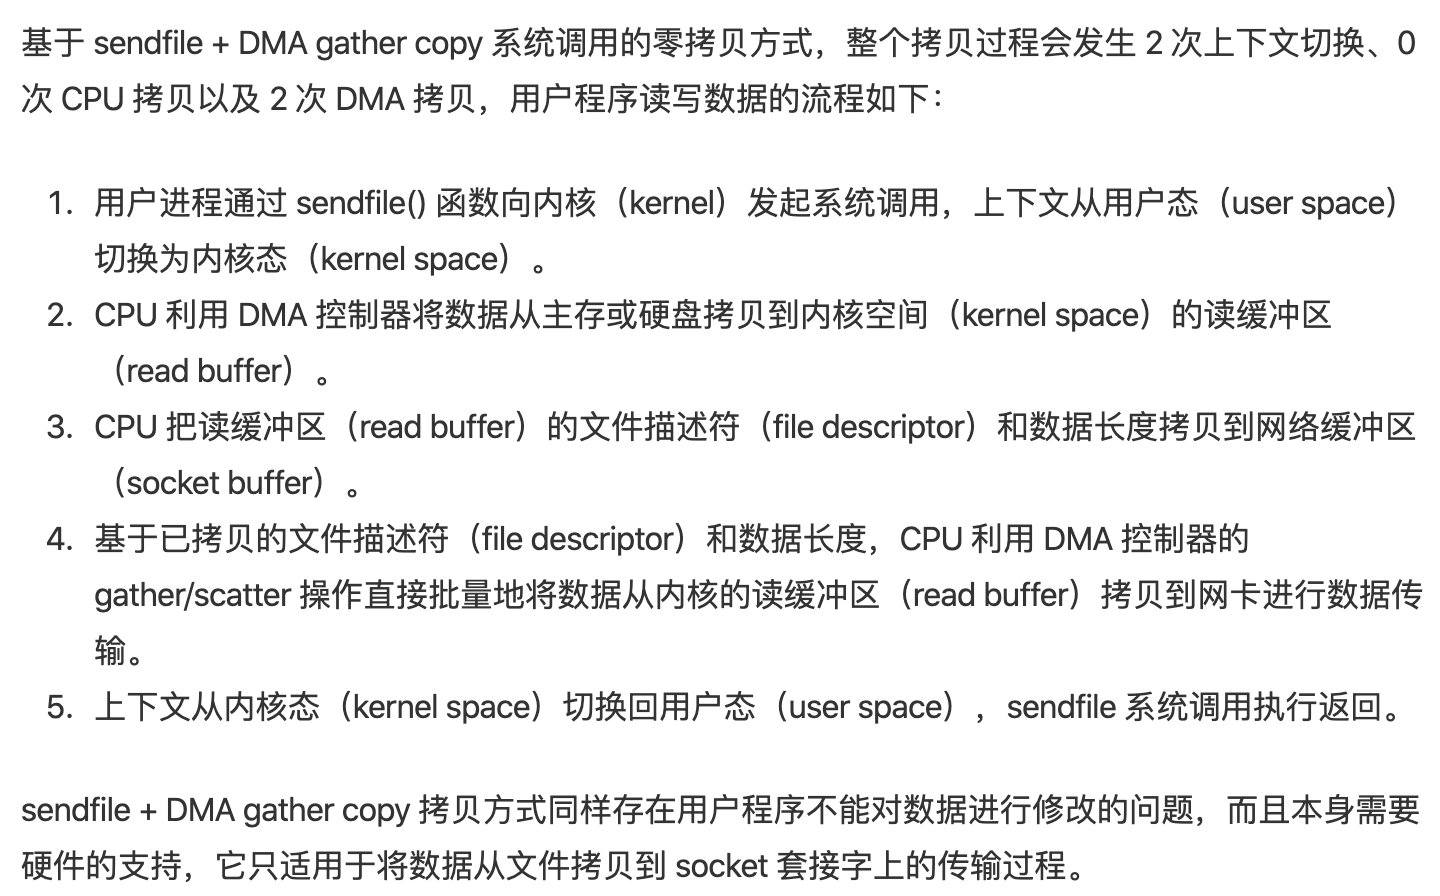 基于 sendfile + DMA gather copy 系统调用的零拷贝方式，整个拷贝过程会发生 2 次上下文切换、0
次 CPU 拷贝以及 2 次 DMA 拷贝，用户程序读写数据的流程如下：
1. 用户进程通过 sendfile() 函数向内核（kernel）发起系统调用，上下文从用户态（user space）
切换为内核态（kernel space）。
2. CPU 利用 DMA 控制器将数据从主存或硬盘拷贝到内核空间（kernel space）的读缓冲区
（read buffer）。
3. CPU 把读缓冲区（read buffer）的文件描述符（file descriptor）和数据长度拷贝到网络缓冲区
（socket buffer）。
4. 基于已拷贝的文件描述符（file descriptor）和数据长度，CPU 利用 DMA 控制器的
gather/scatter 操作直接批量地将数据从内核的读缓冲区（read buffer）拷贝到网卡进行数据传
输。
5. 上下文从内核态（kernel space）切换回用户态（user space），sendfile 系统调用执行返回。
sendfile + DMA gather copy 拷贝方式同样存在用户程序不能对数据进行修改的问题，而且本身需要
硬件的支持，它只适用于将数据从文件拷贝到 socket 套接字上的传输过程。